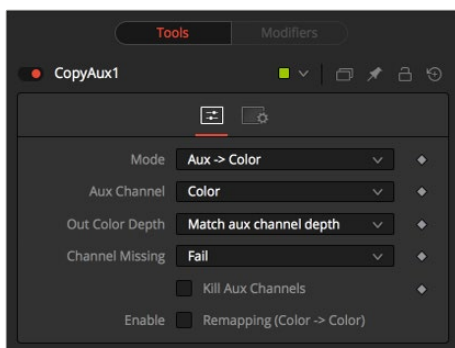 Tools Modifiers
CopyAux1
Mode Aux -> Color
Aux Channel Color
Out Color Depth Match aux channel depth
Channel Missing Fail
Kill Aux Channels
Enable Remapping (Color -> Color)